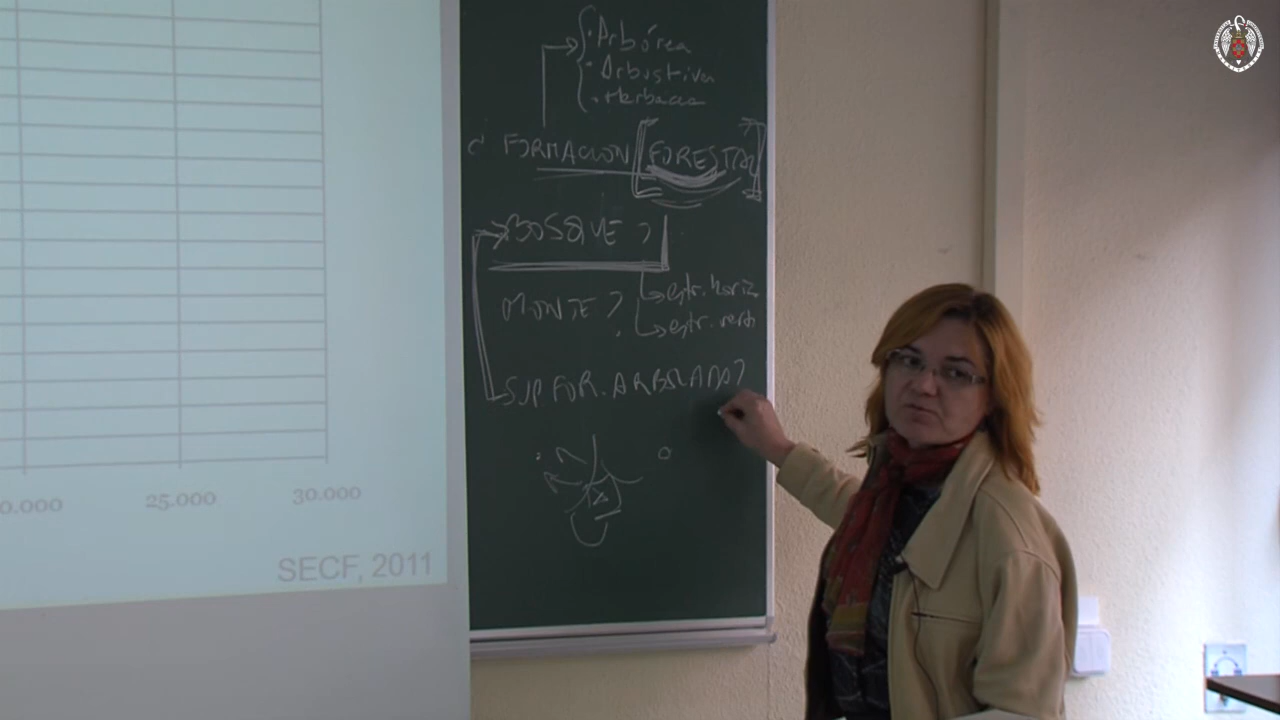 · Arbórea
· Arbustiva
· Herbácea
FORMACION [FORESTAL]
BOSQUE ?
MONTE ?
estr. horiz
estr. vert
SUP FOR. ARBOLADA?
25.000
30.000
SECF, 2011